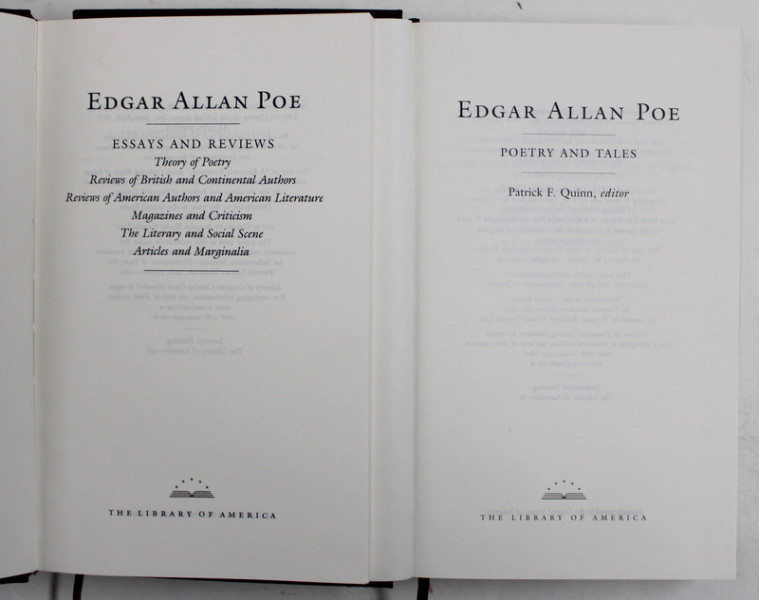 EDGAR ALLAN POE
ESSAYS AND REVIEWS
Theory of Poetry
Reviews of British and Continental Authors
Reviews of American Authors and American Literature
Magazines and Criticism
The Literary and Social Scene
Articles and Marginalia
THE LIBRARY OF AMERICA
EDGAR ALLAN POE
POETRY AND TALES
Patrick F. Quinn, editor
THE LIBRARY OF AMERICA